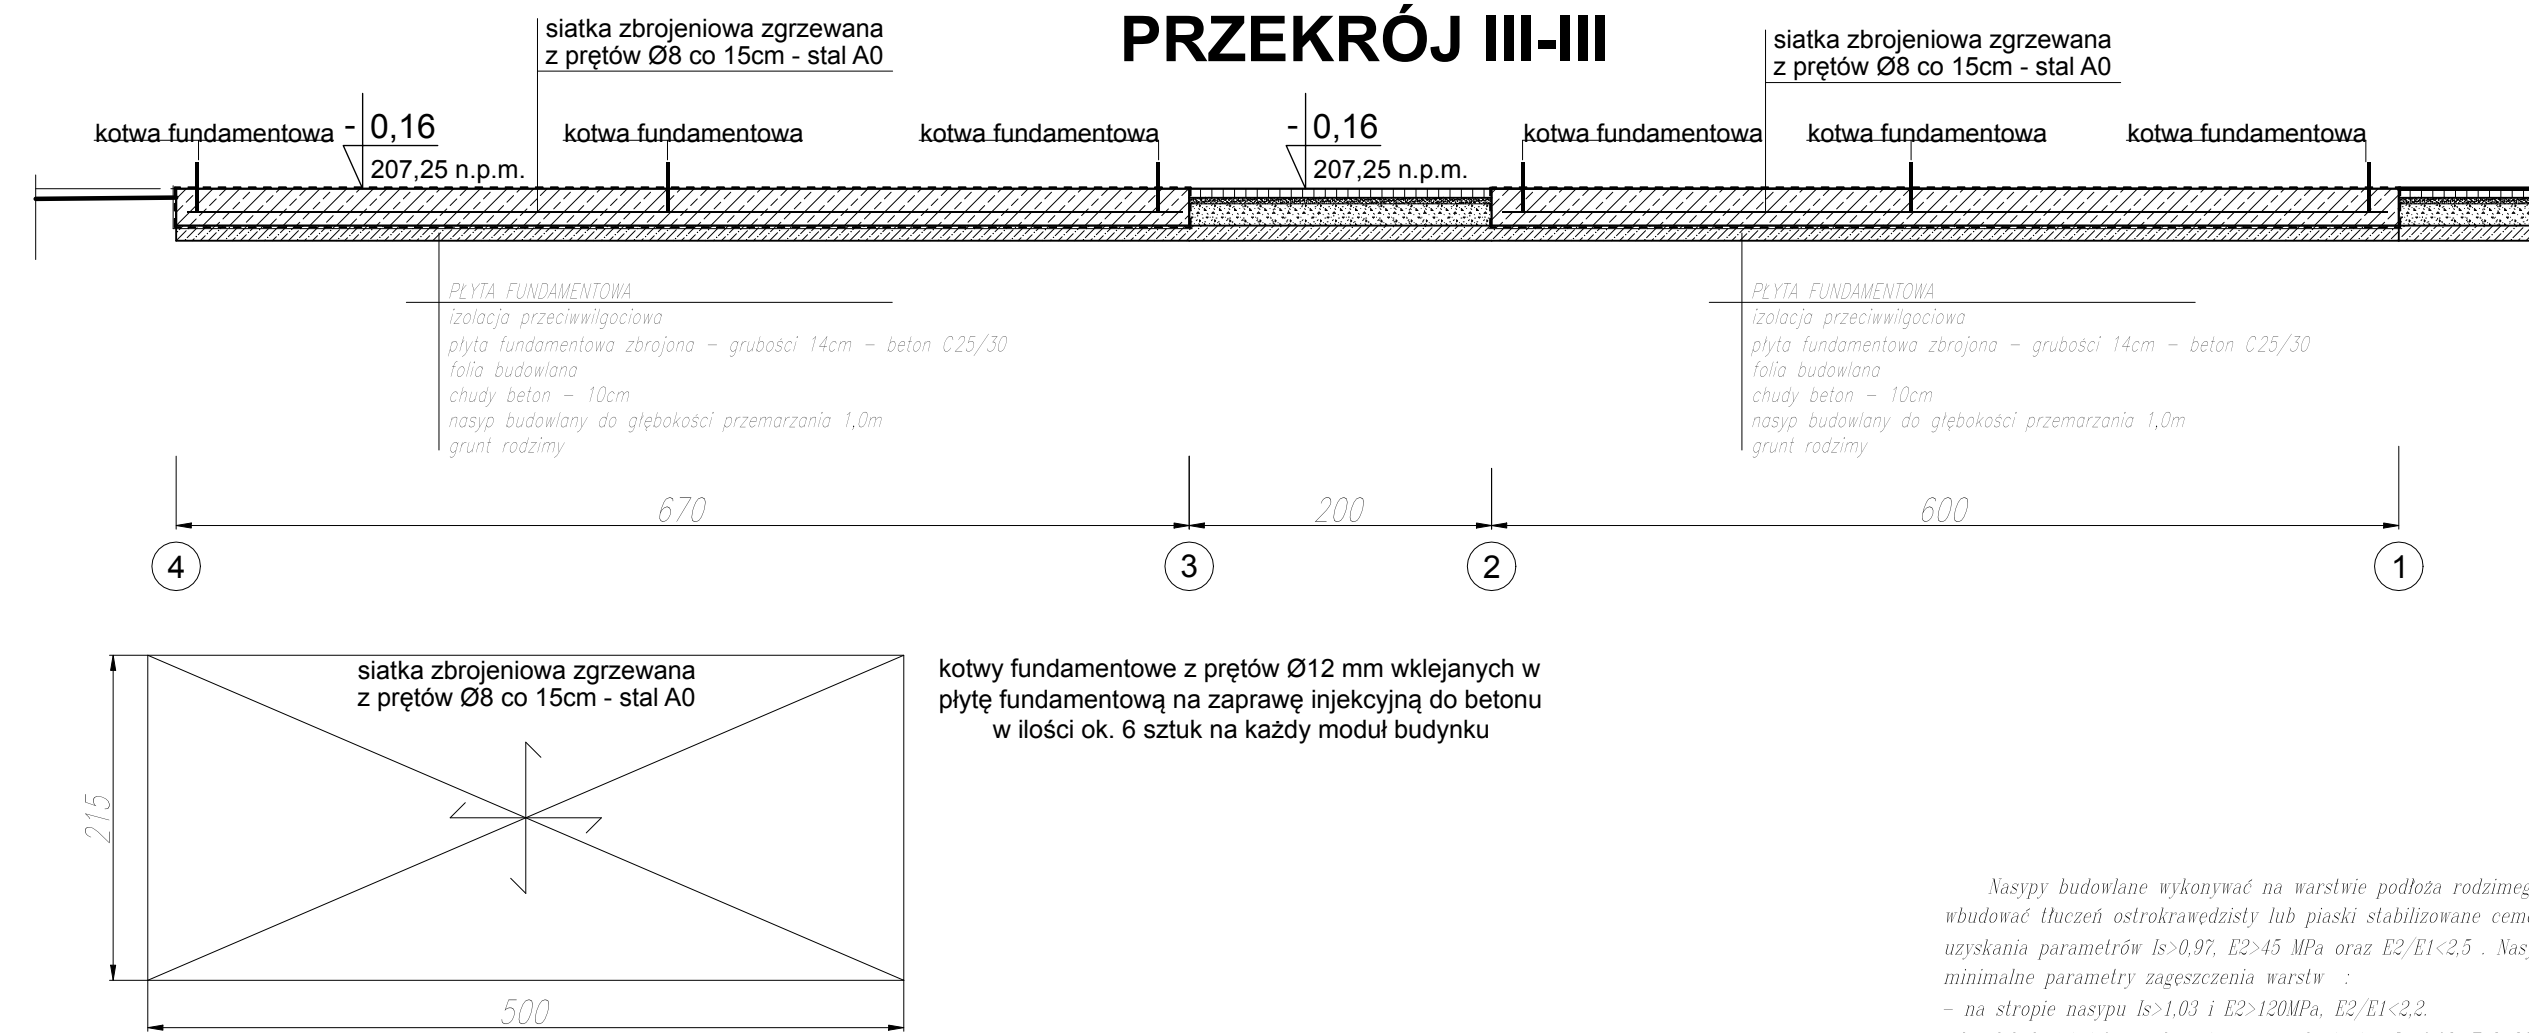 PRZEKRÓJ III-III
siatka zbrojeniowa zgrzewana
z prętów Ø8 co 15cm - stal A0
siatka zbrojeniowa zgrzewana
z prętów Ø8 co 15cm - stal A0
kotwa fundamentowa
- 0,16
207,25 n.p.m.
kotwa fundamentowa
kotwa fundamentowa
- 0,16
207,25 n.p.m.
kotwa fundamentowa
kotwa fundamentowa
kotwa fundamentowa
PŁYTA FUNDAMENTOWA
izolacja przeciwwilgociowa
płyta fundamentowa zbrojona – grubości 14cm – beton C25/30
folia budowlana
chudy beton – 10cm
nasyp budowlany do głębokości przemarzania 1,0m
grunt rodzimy
PŁYTA FUNDAMENTOWA
izolacja przeciwwilgociowa
płyta fundamentowa zbrojona – grubości 14cm – beton C25/30
folia budowlana
chudy beton – 10cm
nasyp budowlany do głębokości przemarzania 1,0m
grunt rodzimy
670
200
600
4
3
2
1
siatka zbrojeniowa zgrzewana
z prętów Ø8 co 15cm - stal A0
215
500
kotwy fundamentowe z prętów Ø12 mm wklejanych w
płytę fundamentową na zaprawę injekcyjną do betonu
w ilości ok. 6 sztuk na każdy moduł budynku
Nasypy budowlane wykonywać na warstwie podłoża rodzimeg
wbudować tłuczeń ostrokrawędzisty lub piaski stabilizowane ceme
uzyskania parametrów Is>0,97, E2>45 MPa oraz E2/E1<2,5 . Nasy
minimalne parametry zagęszczenia warstw :
– na stropie nasypu Is>1,03 i E2>120MPa, E2/E1<2,2.